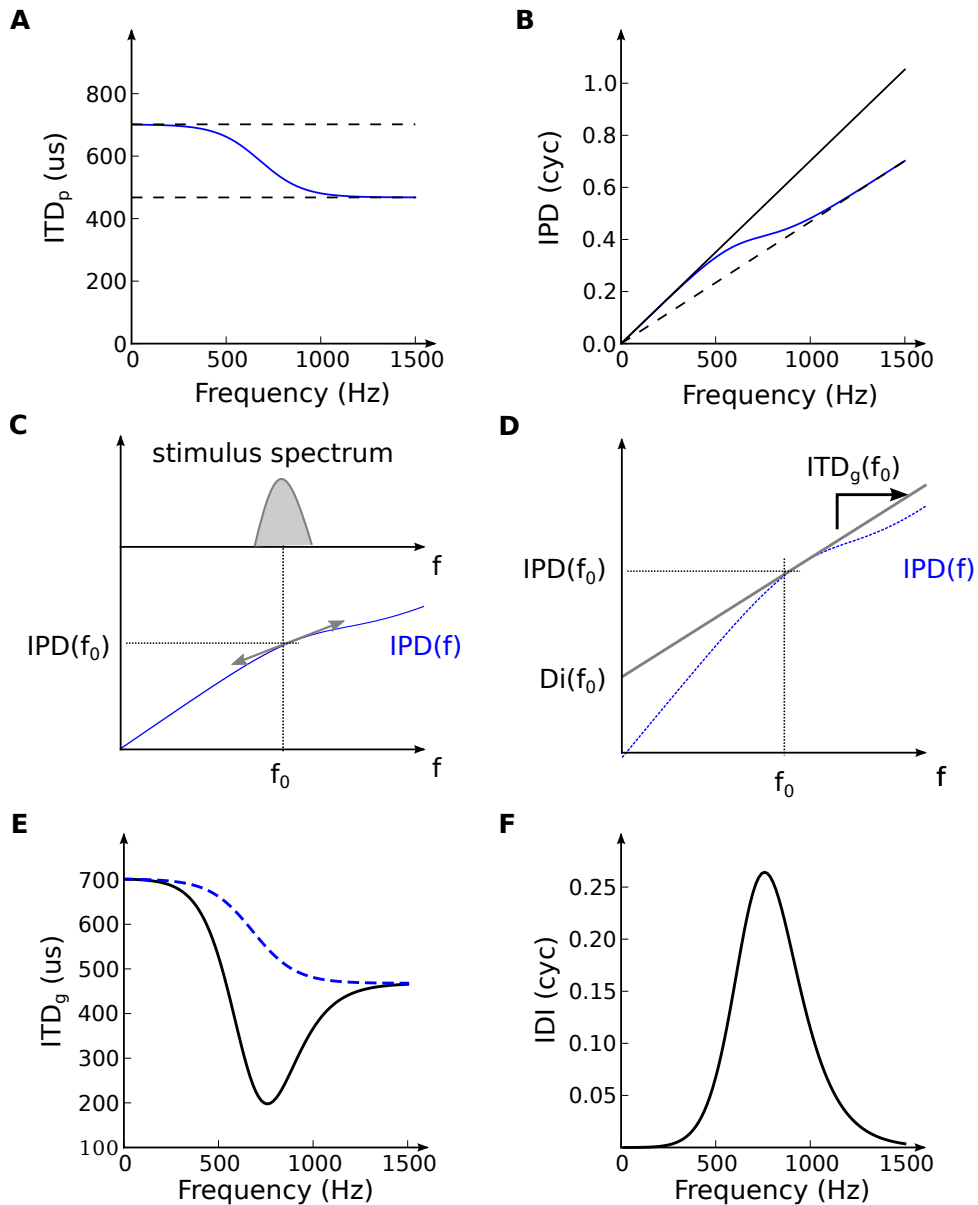 A
800
600
400
200
0
ITDp (us)
500
1000
1500
Frequency (Hz)
B
1.0
0.8
0.6
0.4
0.2
0.0
IPD (cyc)
0
500
1000
1500
Frequency (Hz)
C
stimulus spectrum
f
IPD(f0)
IPD(f)
f0
f
D
ITDg(f0)
IPD(f0)
IPD(f)
Di(f0)
f0
f
E
700
600
500
400
300
200
100
ITDg (us)
0
500
1000
1500
Frequency (Hz)
F
0.25
0.20
0.15
0.10
0.05
IDI (cyc)
0
500
1000
1500
Frequency (Hz)